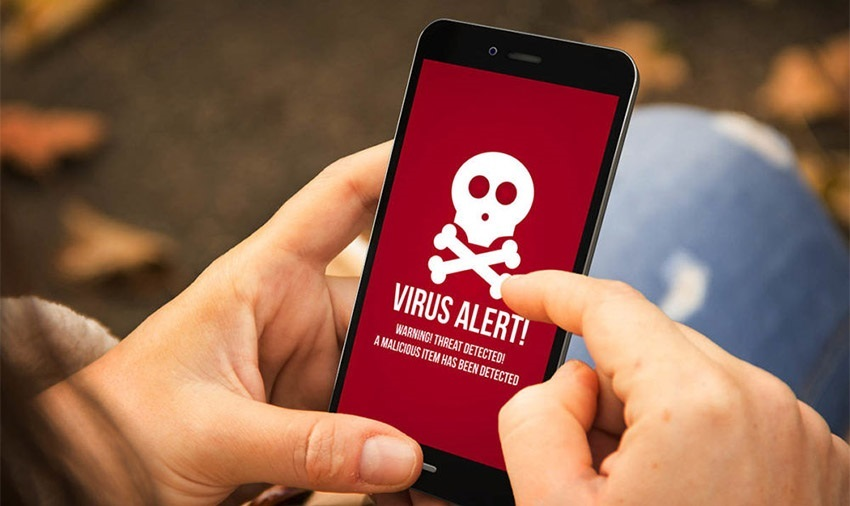 VIRUS ALERT!
WARNING! THREAT DETECTED!
A MALICIOUS ITEM HAS BEEN DETECTED